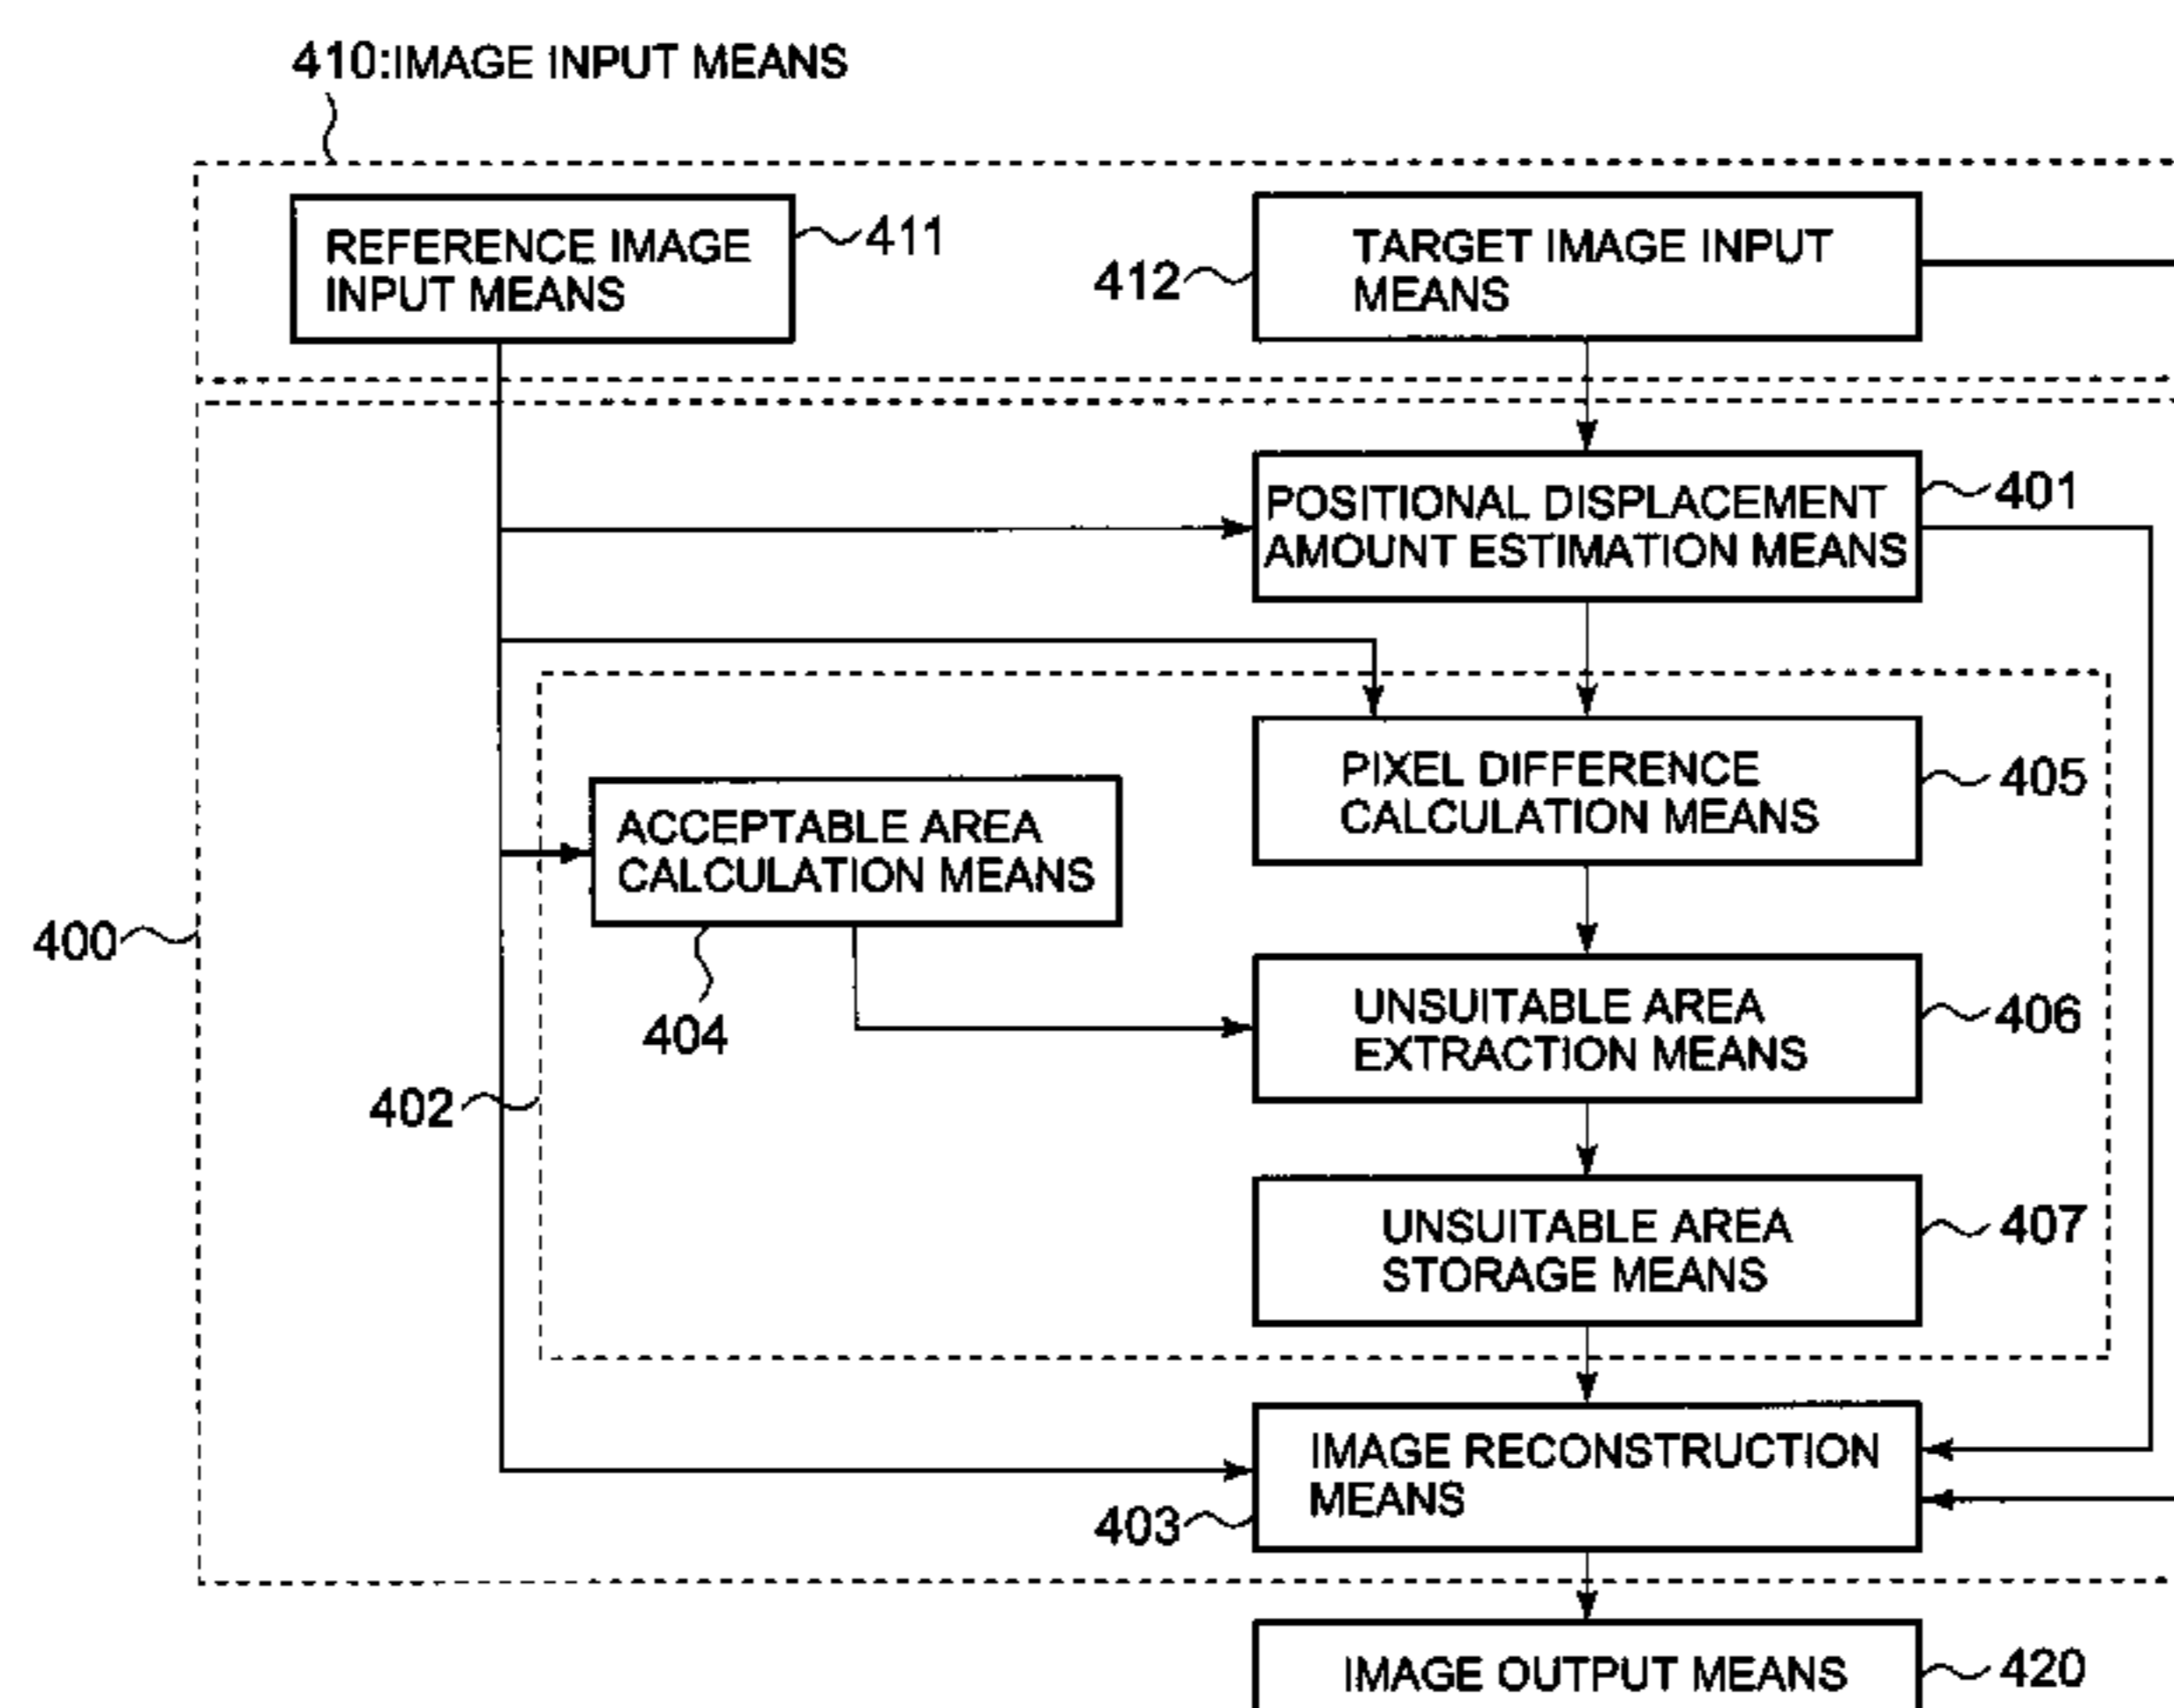 410:IMAGE INPUT MEANS
REFERENCE IMAGE
INPUT MEANS
411
412
TARGET IMAGE INPUT
MEANS
POSITIONAL DISPLACEMENT
AMOUNT ESTIMATION MEANS
401
PIXEL DIFFERENCE
CALCULATION MEANS
405
ACCEPTABLE AREA
CALCULATION MEANS
400
404
UNSUITABLE AREA
EXTRACTION MEANS
406
402
UNSUITABLE AREA
STORAGE MEANS
407
IMAGE RECONSTRUCTION
MEANS
403
IMAGE OUTPUT MEANS
420